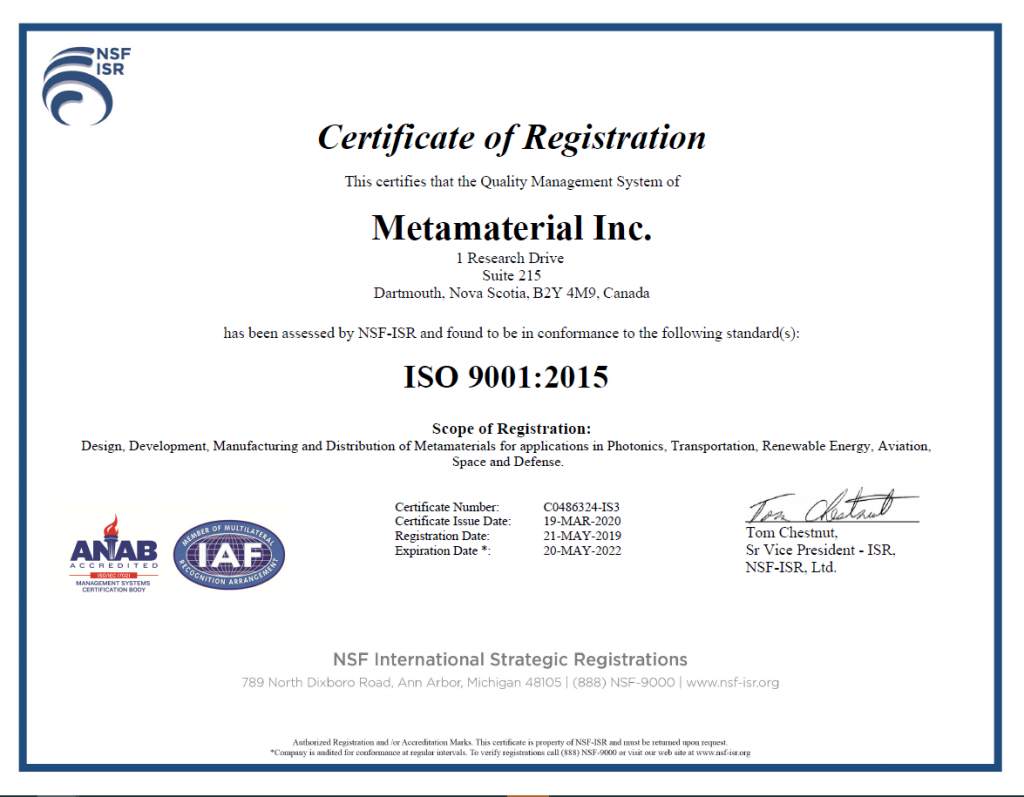 NSF
ISR
Certificate of Registration
This certifies that the Quality Management System of
Metamaterial Inc.
1 Research Drive
Suite 215
Dartmouth, Nova Scotia, B2Y 4M9, Canada
has been assessed by NSF-ISR and found to be in conformance to the following standard(s):
ISO 9001:2015
Scope of Registration:
Design, Development, Manufacturing and Distribution of Metamaterials for applications in Photonics, Transportation, Renewable Energy, Aviation,
Space and Defense.
ANAB
ACCREDITED
ISO/IEC 17021
MANAGEMENT SYSTEMS
CERTIFICATION BODY
MEMBER OF MULTILATERAL
IAF
RECOGNITION ARRANGEMENT
Certificate Number: C0486324-IS3
Certificate Issue Date: 19-MAR-2020
Registration Date: 21-MAY-2019
Expiration Date *: 20-MAY-2022
Tom Chestnut
Tom Chestnut,
Sr Vice President - ISR,
NSF-ISR, Ltd.
NSF International Strategic Registrations
789 North Dixboro Road, Ann Arbor, Michigan 48105 | (888) NSF-9000 | www.nsf-isr.org
Authorized Registration and /or Accreditation Marks. This certificate is property of NSF-ISR and must be returned upon request.
*Company is audited for conformance at regular intervals. To verify registrations call (888) NSF-9000 or visit our web site at www.nsf-isr.org